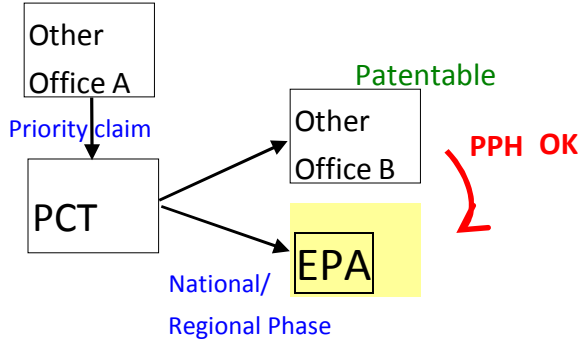 Other
Office A
Priority claim
PCT
Patentable
Other
Office B
PPH OK
EPA
National/
Regional Phase